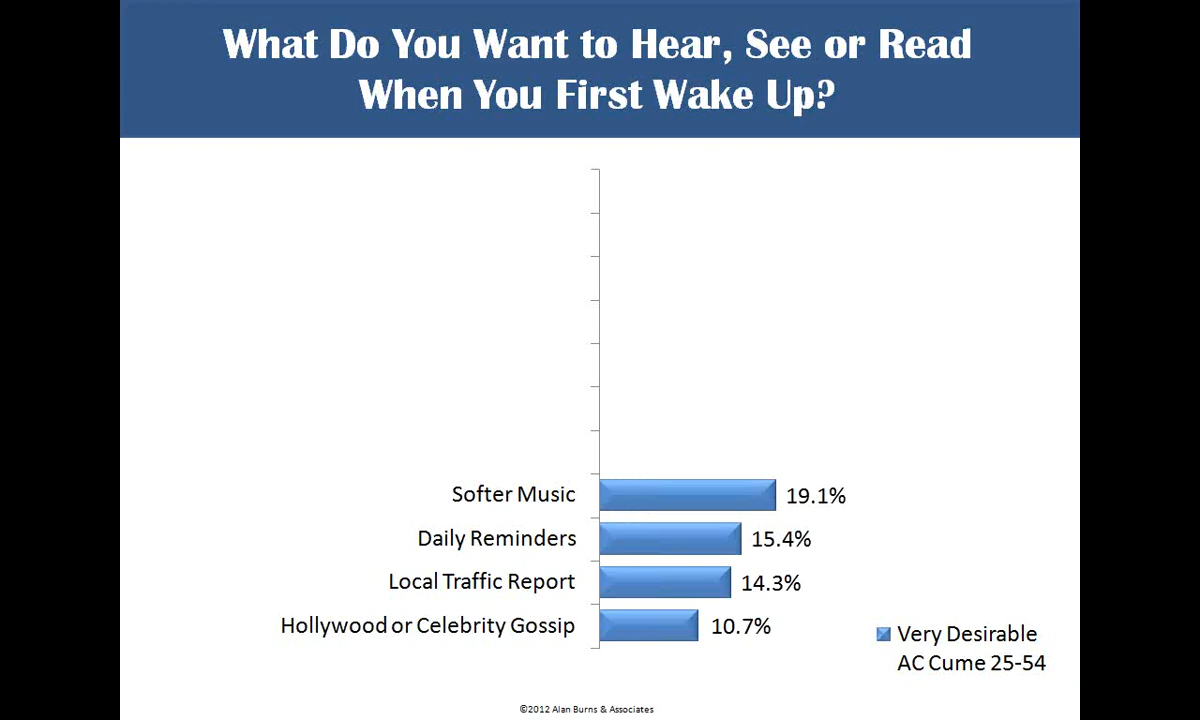 What Do You Want to Hear, See or Read
When You First Wake Up?
Softer Music 19.1%
Daily Reminders 15.4%
Local Traffic Report 14.3%
Hollywood or Celebrity Gossip 10.7%
Very Desirable
AC Cume 25-54
©2012 Alan Burns & Associates